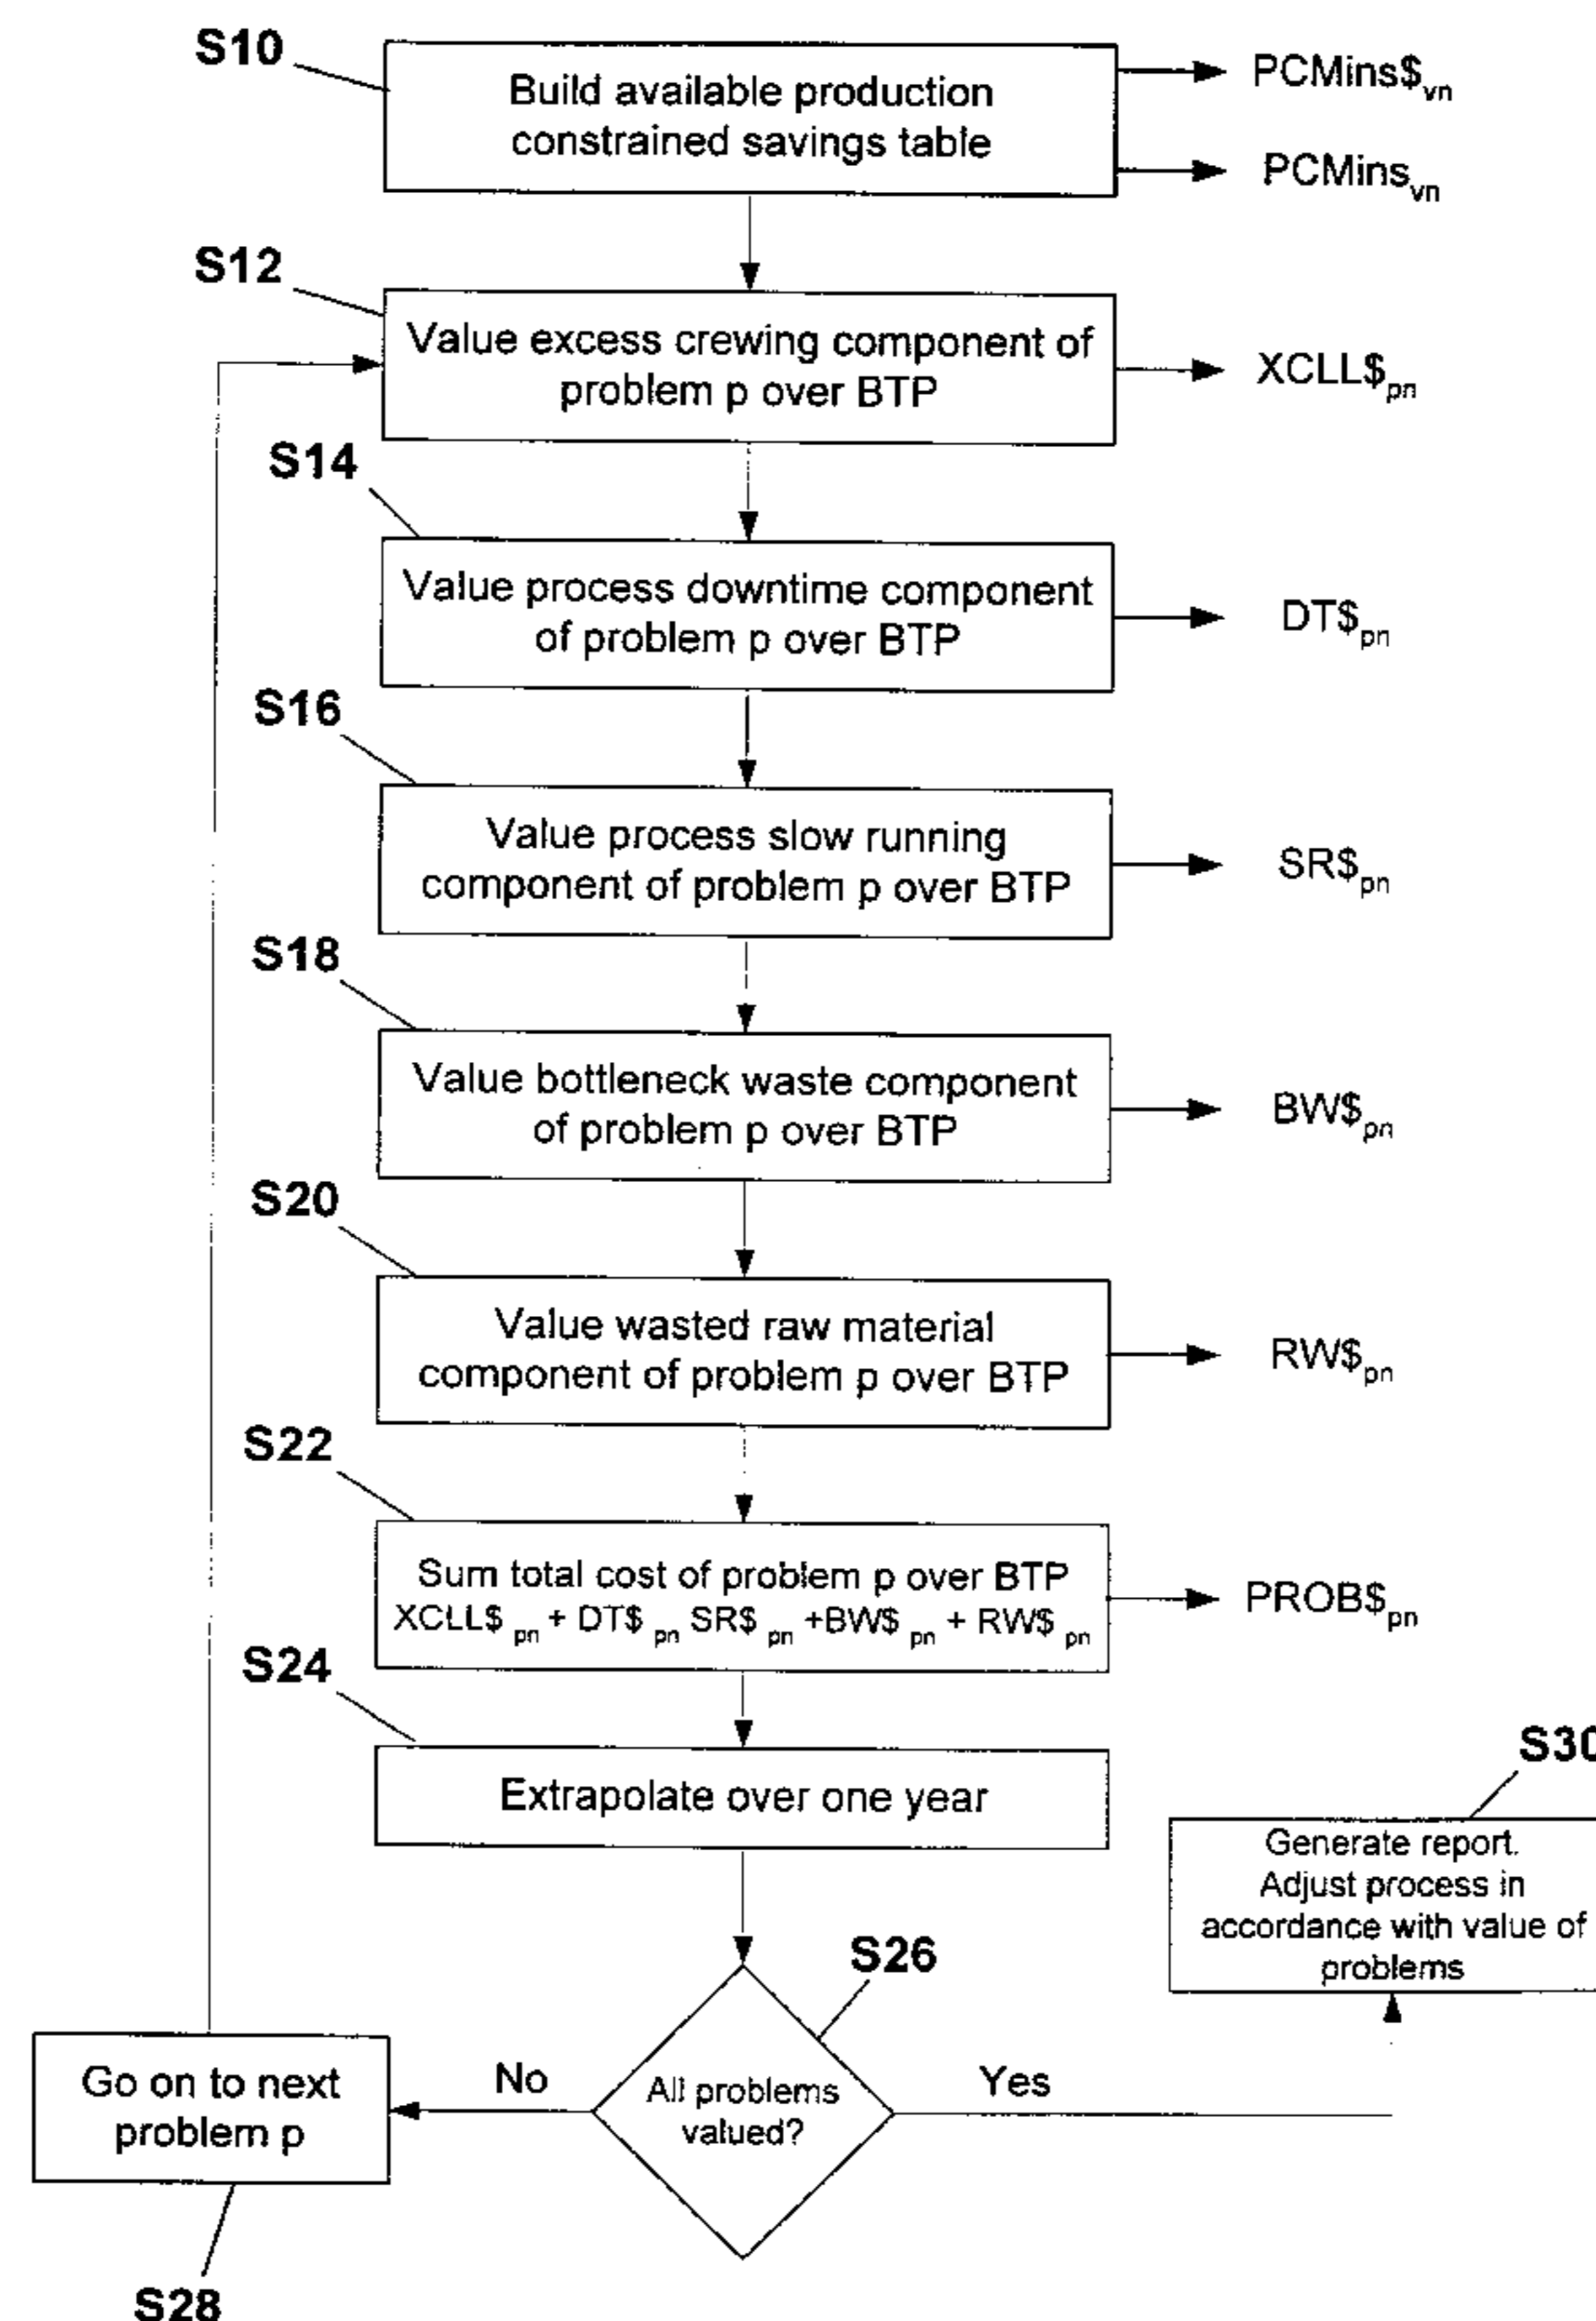 S10
Build available production
constrained savings table
PCMins$vn
PCMinsvn
S12
Value excess crewing component of
problem p over BTP
XCLL$pn
S14
Value process downtime component
of problem p over BTP
DT$pn
S16
Value process slow running
component of problem p over BTP
SR$pn
S18
Value bottleneck waste component
of problem p over BTP
BW$pn
S20
Value wasted raw material
component of problem p over BTP
RW$pn
S22
Sum total cost of problem p over BTP
XCLL$ pn + DT$ pn SR$ pn +BW$ pn + RW$ pn
PROB$pn
S24
Extrapolate over one year
S30
Generate report.
Adjust process in
accordance with value of
problems
S26
All problems
valued?
No
Yes
Go on to next
problem p
S28